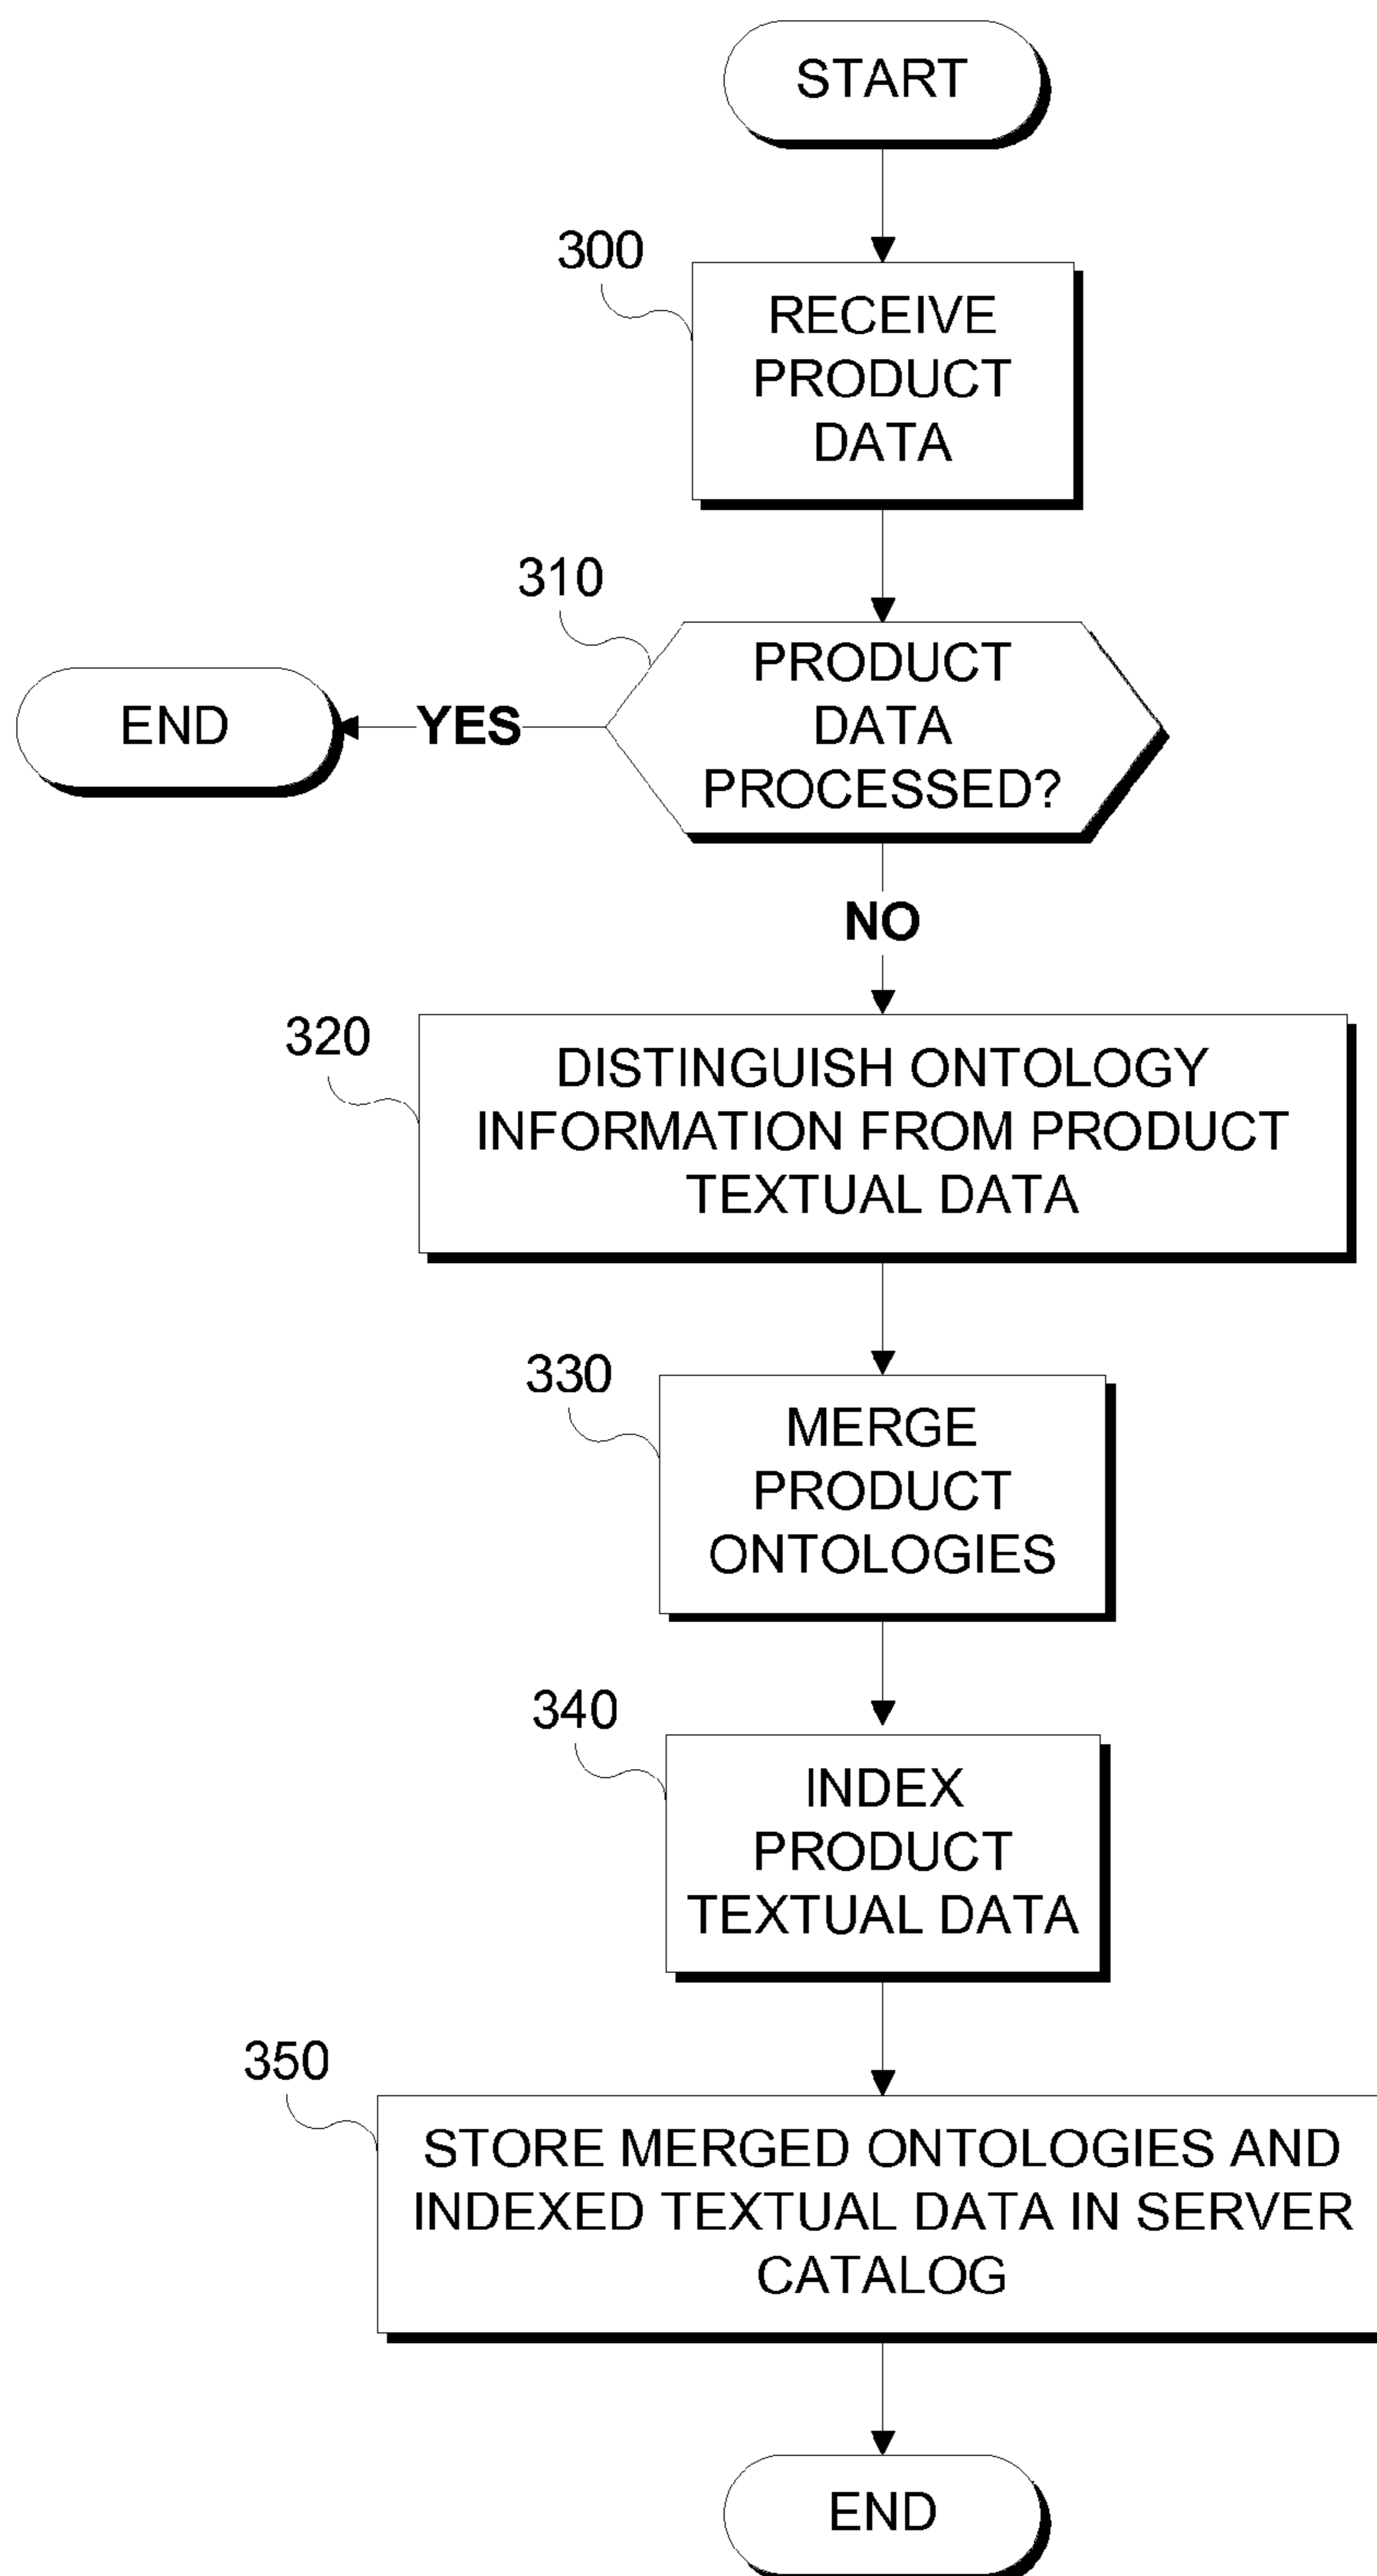 START
300
RECEIVE
PRODUCT
DATA
310
PRODUCT
DATA
PROCESSED?
END
YES
NO
320
DISTINGUISH ONTOLOGY
INFORMATION FROM PRODUCT
TEXTUAL DATA
330
MERGE
PRODUCT
ONTOLOGIES
340
INDEX
PRODUCT
TEXTUAL DATA
350
STORE MERGED ONTOLOGIES AND
INDEXED TEXTUAL DATA IN SERVER
CATALOG
END